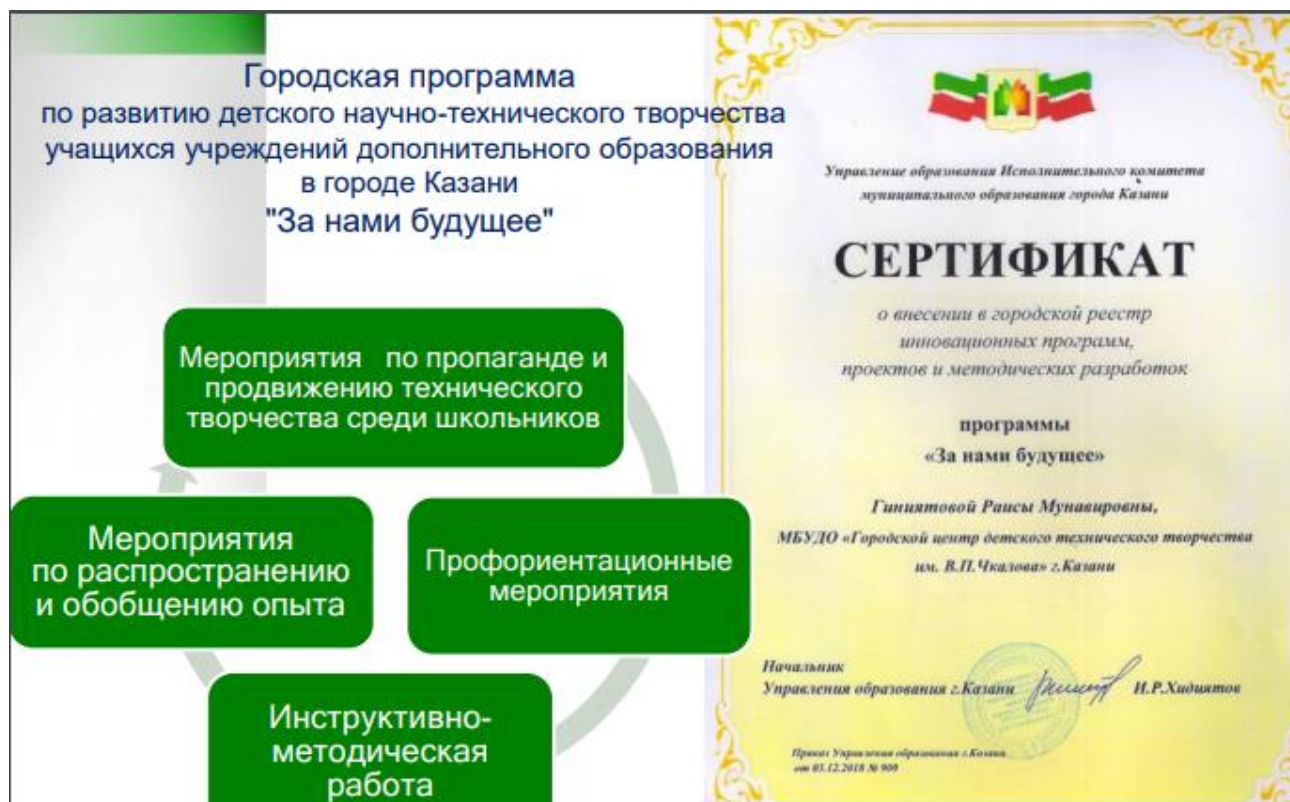 Городская программа
по развитию детского научно-технического творчества
учащихся учреждений дополнительного образования
в городе Казани
"За нами будущее"
Мероприятия по пропаганде и
продвижению технического
творчества среди школьников
Профориентационные
мероприятия
Инструктивно-
методическая
работа
Мероприятия
по распространению
и обобщению опыта
Управление образования Исполнительного комитета
муниципального образования города Казани
СЕРТИФИКАТ
о внесении в городской реестр
инновационных программ,
проектов и методических разработок
программы
«За нами будущее»
Гиниятовой Раисы Мунавировны,
МБУДО «Городской центр детского технического творчества
им. В.П.Чкалова» г.Казани
Начальник
Управления образования г.Казани И.Р.Хидиятов
Приказ Управления образования г.Казани
от 03.12.2018 № 900